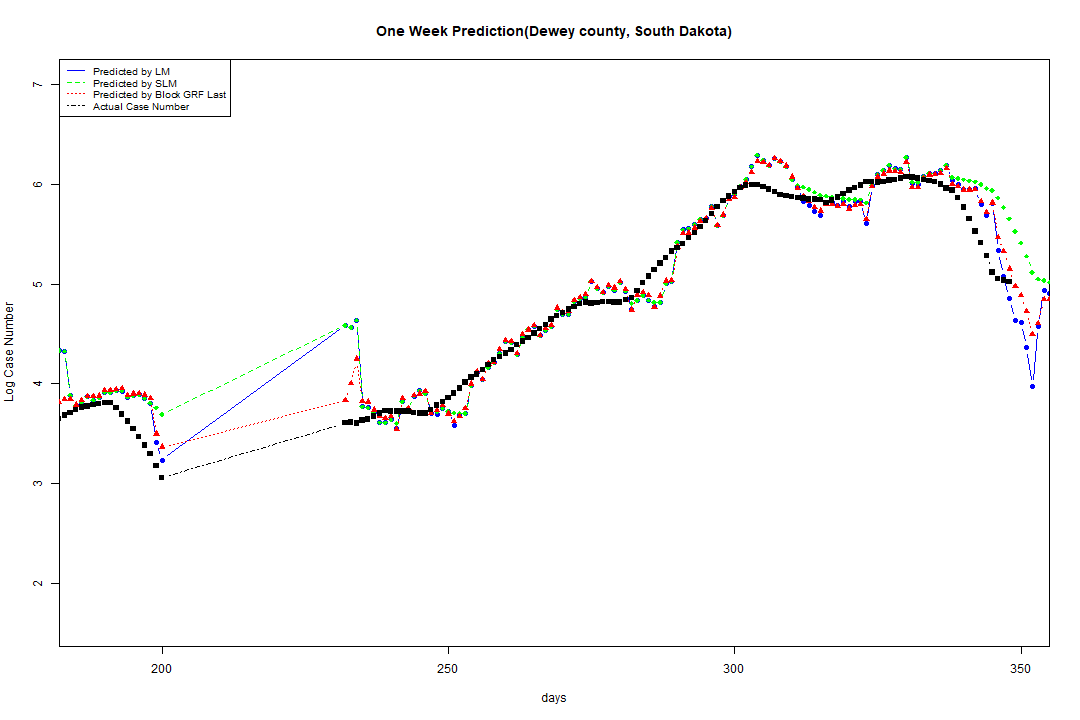 One Week Prediction(Dewey county, South Dakota)
Predicted by LM
Predicted by SLM
Predicted by Block GRF Last
Actual Case Number
7
6
5
4
3
2
Log Case Number
200 250 300 350
days